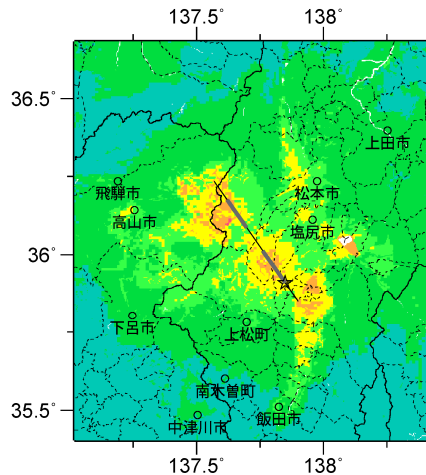 137.5 138
36.5
上田市
飛騨市 松本市
高山市
塩尻市
36
下呂市 上松町
南木曽町
35.5 中津川市 飯田市
137.5 138